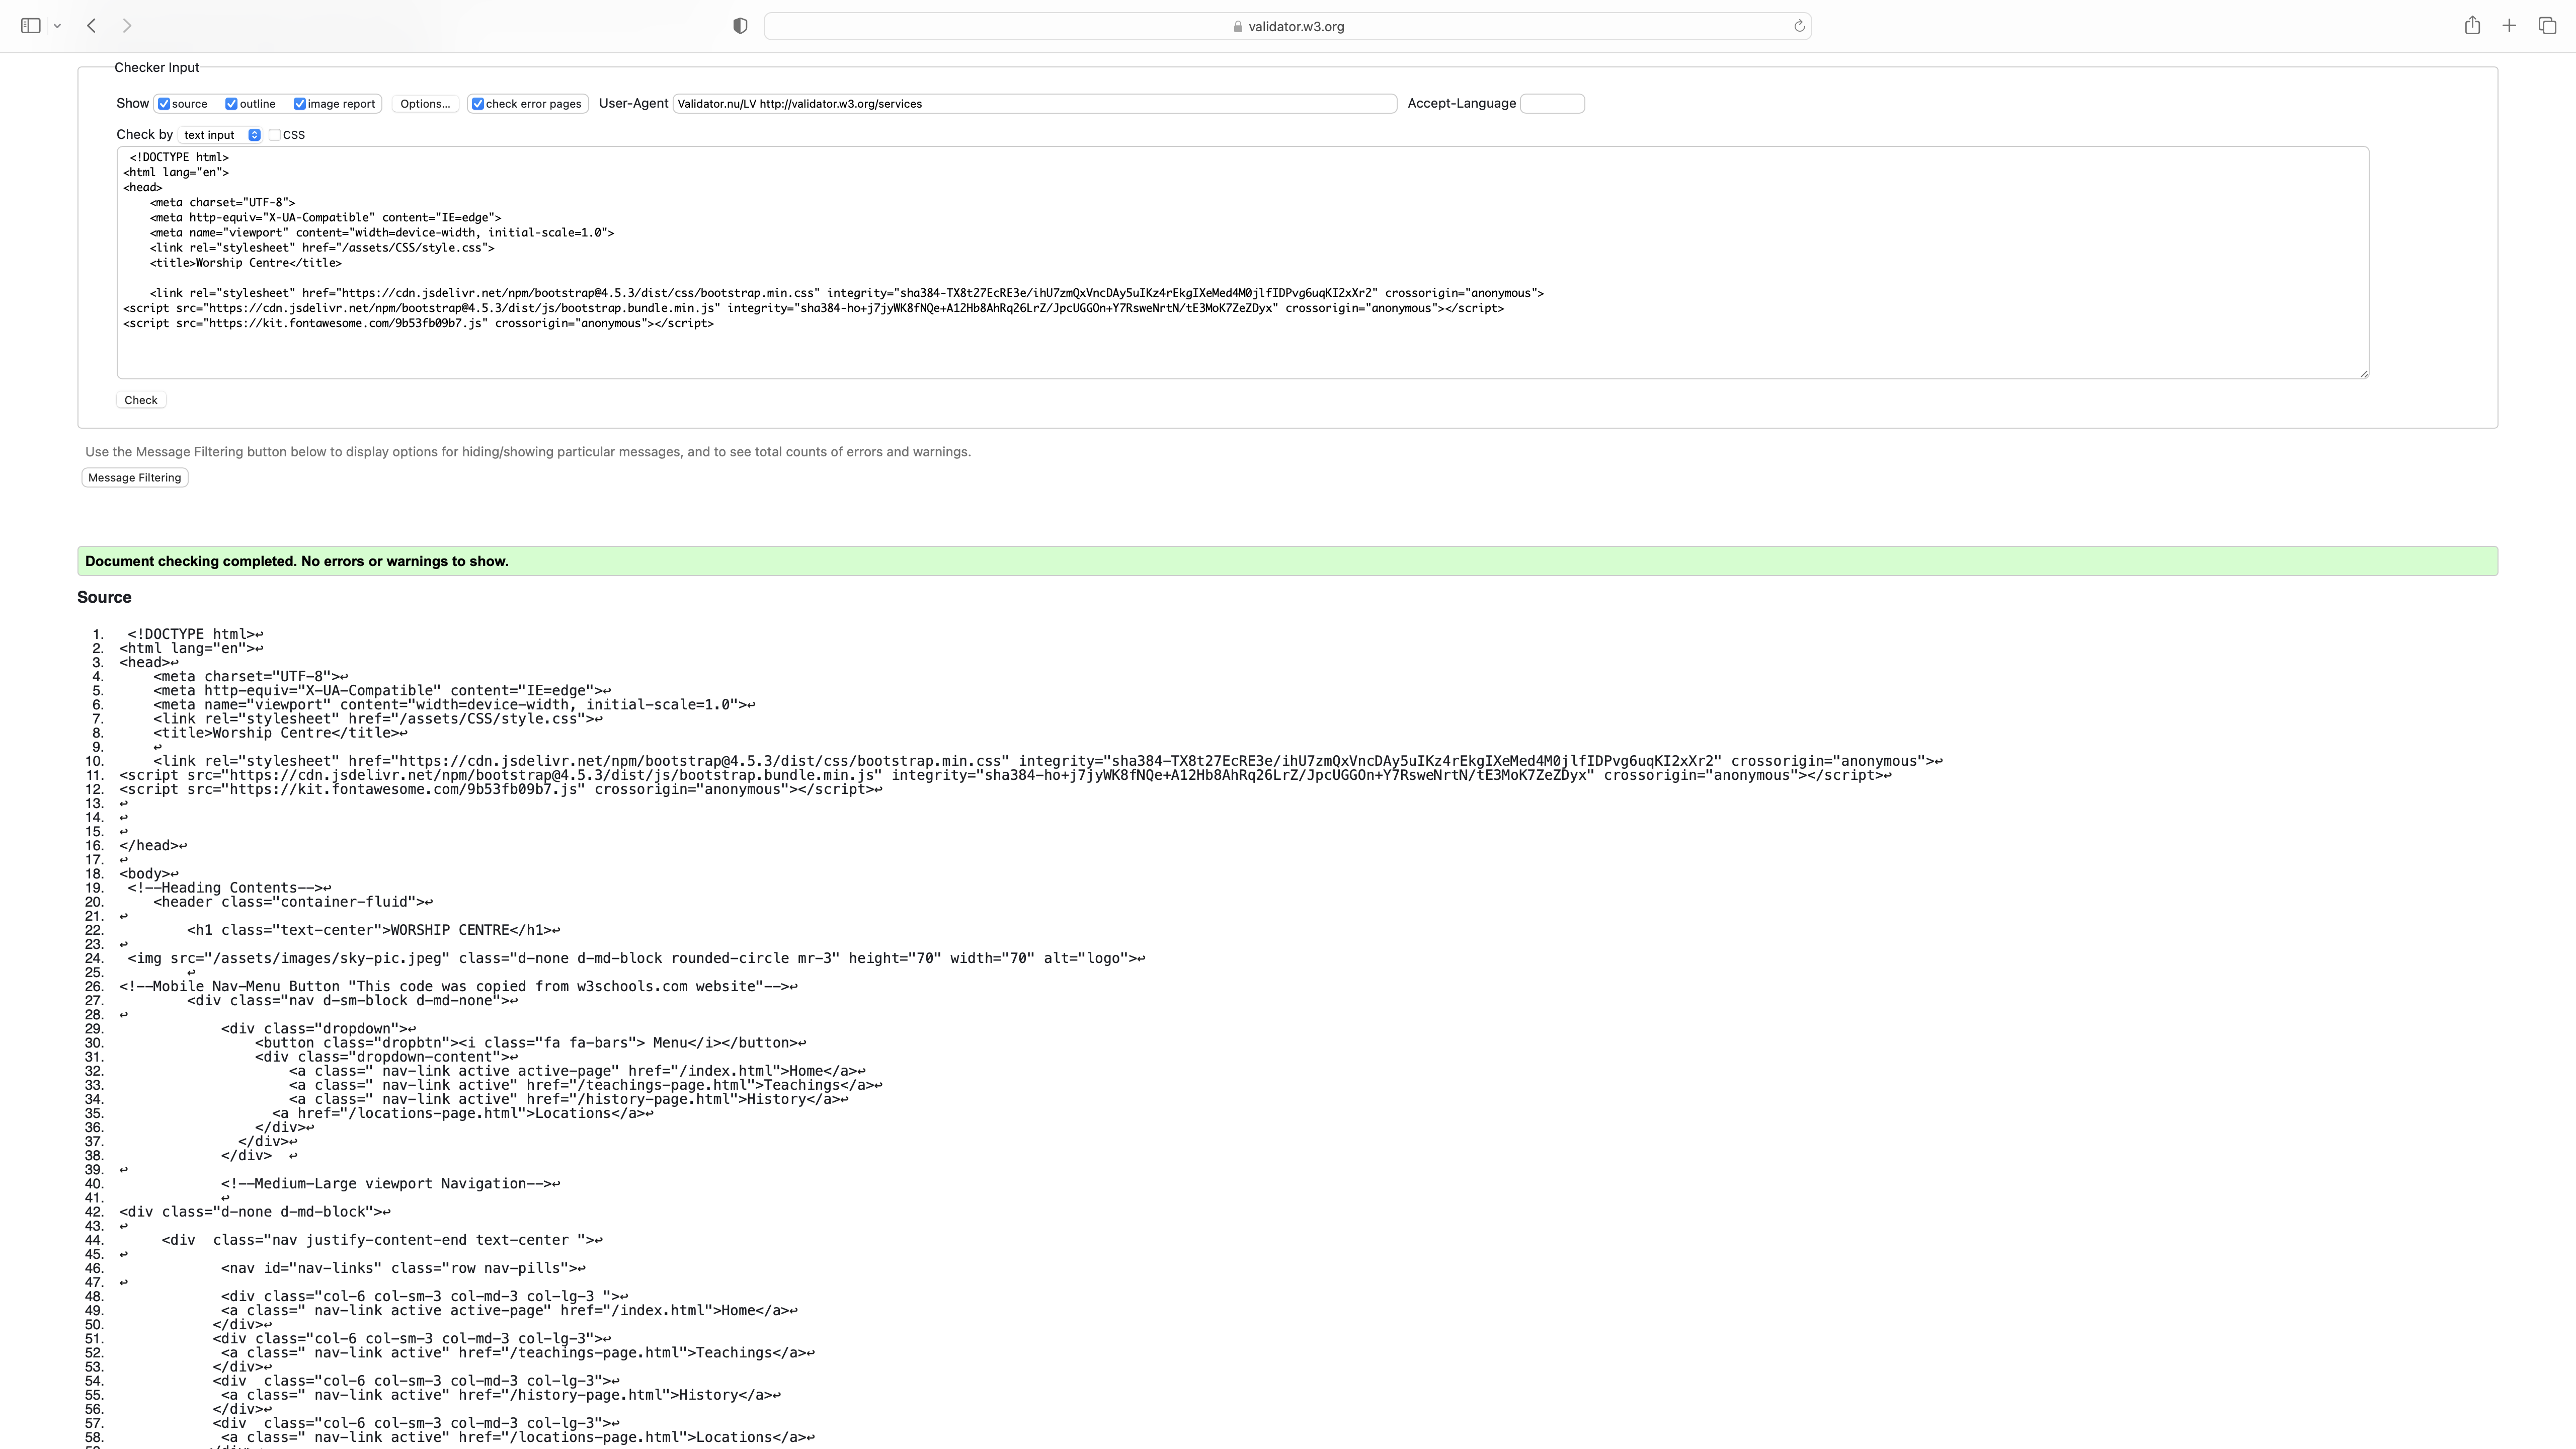 validator.w3.org
Checker Input
Show source outline image report Options... check error pages User-Agent Validator.nu/LV http://validator.w3.org/services Accept-Language
Check by text input CSS
<!DOCTYPE html>
<html lang="en">
<head>
    <meta charset="UTF-8">
    <meta http-equiv="X-UA-Compatible" content="IE=edge">
    <meta name="viewport" content="width=device-width, initial-scale=1.0">
    <link rel="stylesheet" href="/assets/CSS/style.css">
    <title>Worship Centre</title>
    <link rel="stylesheet" href="https://cdn.jsdelivr.net/npm/bootstrap@4.5.3/dist/css/bootstrap.min.css" integrity="sha384-TX8t27EcRE3e/ihU7zmQxVncDAy5uIKz4rEkgIXeMed4M0jlfIDPvg6uqKI2xXr2" crossorigin="anonymous">
<script src="https://cdn.jsdelivr.net/npm/bootstrap@4.5.3/dist/js/bootstrap.bundle.min.js" integrity="sha384-ho+j7jyWK8fNQe+A12Hb8AhRq26LrZ/JpcUGGOn+Y7RsweNrtN/tE3MoK7ZeZDyx" crossorigin="anonymous"></script>
<script src="https://kit.fontawesome.com/9b53fb09b7.js" crossorigin="anonymous"></script>
Check
Use the Message Filtering button below to display options for hiding/showing particular messages, and to see total counts of errors and warnings.
Message Filtering
Document checking completed. No errors or warnings to show.
Source
1. <!DOCTYPE html>↩
2. <html lang="en">↩
3. <head>↩
4.     <meta charset="UTF-8">↩
5.     <meta http-equiv="X-UA-Compatible" content="IE=edge">↩
6.     <meta name="viewport" content="width=device-width, initial-scale=1.0">↩
7.     <link rel="stylesheet" href="/assets/CSS/style.css">↩
8.     <title>Worship Centre</title>↩
9.     ↩
10.     <link rel="stylesheet" href="https://cdn.jsdelivr.net/npm/bootstrap@4.5.3/dist/css/bootstrap.min.css" integrity="sha384-TX8t27EcRE3e/ihU7zmQxVncDAy5uIKz4rEkgIXeMed4M0jlfIDPvg6uqKI2xXr2" crossorigin="anonymous">↩
11. <script src="https://cdn.jsdelivr.net/npm/bootstrap@4.5.3/dist/js/bootstrap.bundle.min.js" integrity="sha384-ho+j7jyWK8fNQe+A12Hb8AhRq26LrZ/JpcUGGOn+Y7RsweNrtN/tE3MoK7ZeZDyx" crossorigin="anonymous"></script>↩
12. <script src="https://kit.fontawesome.com/9b53fb09b7.js" crossorigin="anonymous"></script>↩
13. ↩
14. ↩
15. ↩
16. </head>↩
17. ↩
18. <body>↩
19.  <!--Heading Contents-->↩
20.     <header class="container-fluid">↩
21. ↩
22.         <h1 class="text-center">WORSHIP CENTRE</h1>↩
23. ↩
24.  <img src="/assets/images/sky-pic.jpeg" class="d-none d-md-block rounded-circle mr-3" height="70" width="70" alt="logo">↩
25.         ↩
26. <!--Mobile Nav-Menu Button "This code was copied from w3schools.com website"-->↩
27.         <div class="nav d-sm-block d-md-none">↩
28. ↩
29.             <div class="dropdown">↩
30.                 <button class="dropbtn"><i class="fa fa-bars"> Menu</i></button>↩
31.                 <div class="dropdown-content">↩
32.                     <a class=" nav-link active active-page" href="/index.html">Home</a>↩
33.                     <a class=" nav-link active" href="/teachings-page.html">Teachings</a>↩
34.                     <a class=" nav-link active" href="/history-page.html">History</a>↩
35.                   <a href="/locations-page.html">Locations</a>↩
36.                 </div>↩
37.               </div>↩
38.             </div>  ↩
39. ↩
40.             <!--Medium-Large viewport Navigation-->↩
41.             ↩
42. <div class="d-none d-md-block">↩
43. ↩
44.      <div  class="nav justify-content-end text-center ">↩
45. ↩
46.             <nav id="nav-links" class="row nav-pills">↩
47. ↩
48.             <div class="col-6 col-sm-3 col-md-3 col-lg-3 ">↩
49.             <a class=" nav-link active active-page" href="/index.html">Home</a>↩
50.            </div>↩
51.            <div class="col-6 col-sm-3 col-md-3 col-lg-3">↩
52.             <a class=" nav-link active" href="/teachings-page.html">Teachings</a>↩
53.            </div>↩
54.            <div  class="col-6 col-sm-3 col-md-3 col-lg-3">↩
55.             <a class=" nav-link active" href="/history-page.html">History</a>↩
56.            </div>↩
57.            <div  class="col-6 col-sm-3 col-md-3 col-lg-3">↩
58.             <a class=" nav-link active" href="/locations-page.html">Locations</a>↩